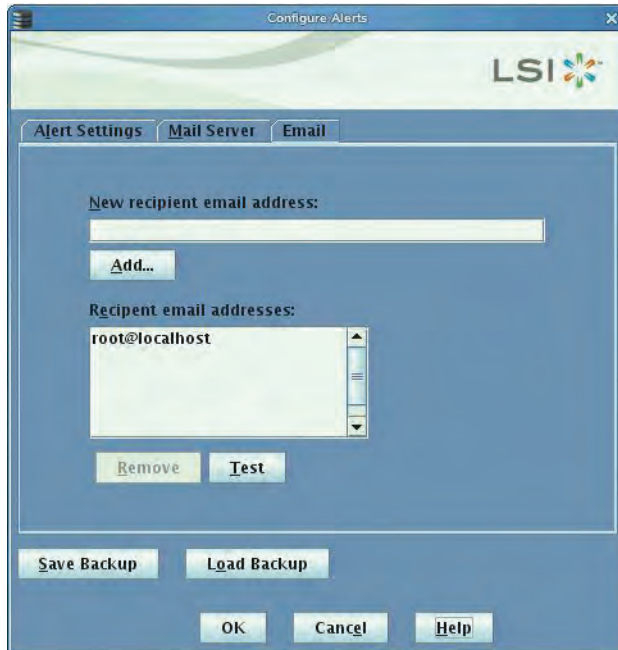 Configure Alerts
LSI
Alert Settings Mail Server Email
New recipient email address:
Add...
Recipent email addresses:
root@localhost
Remove Test
Save Backup Load Backup
OK Cancel Help